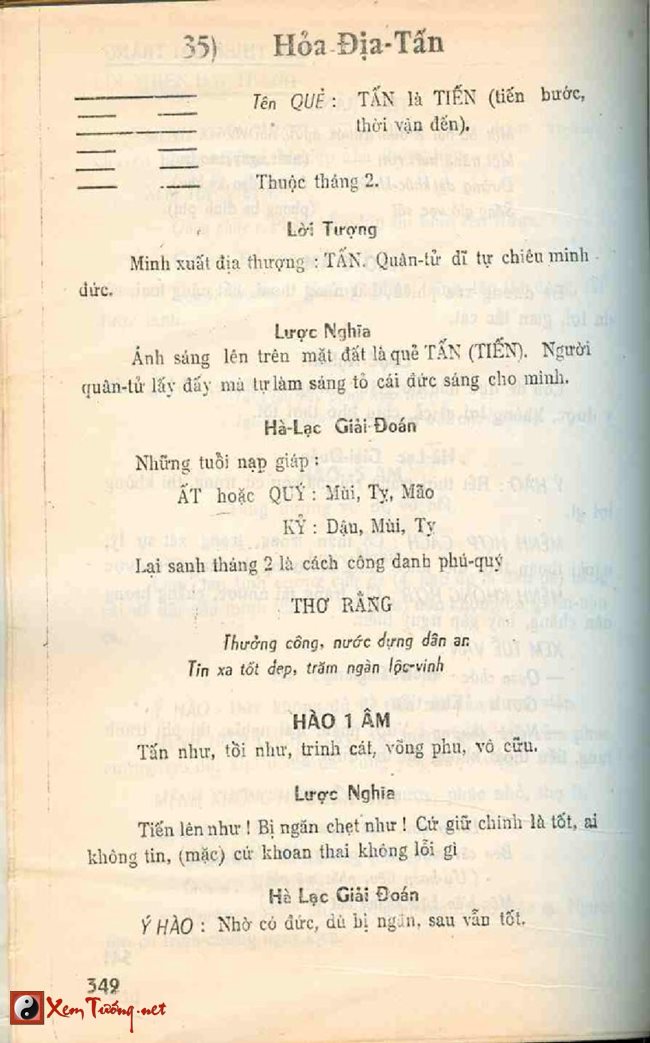 35) Hỏa-Địa-Tấn
Tên QUẺ : TẤN là TIẾN (tiến bước,
thời vận đến).
Thuộc tháng 2.
Lời Tượng
Minh xuất địa thượng : TẤN. Quân-tử dĩ tự chiêu minh
đức.
Lược Nghĩa
Ánh sáng lên trên mặt đất là quẻ TẤN (TIẾN). Người
quân-tử lấy đấy mà tự làm sáng tỏ cái đức sáng cho mình.
Hà-Lạc Giải Đoán
Những tuổi nạp giáp :
ẤT hoặc QUÝ : Mùi, Tỵ, Mão
KỶ : Dậu, Mùi, Tỵ
Lại sanh tháng 2 là cách công danh phú-quý
THƠ RẰNG
Thưởng công, nước dựng dân an
Tin xa tốt đẹp, trăm ngàn lộc-vinh
HÀO 1 ÂM
Tấn như, tồi như, trinh cát, võng phu, vô cữu.
Lược Nghĩa
Tiến lên như ! Bị ngăn chẹt như ! Cứ giữ chính là tốt, ai
không tin, (mặc) cứ khoan thai không lỗi gì
Hà Lạc Giải Đoán
Ý HÀO : Nhờ có đức, dù bị ngăn, sau vẫn tốt.
349
XemTướng.net